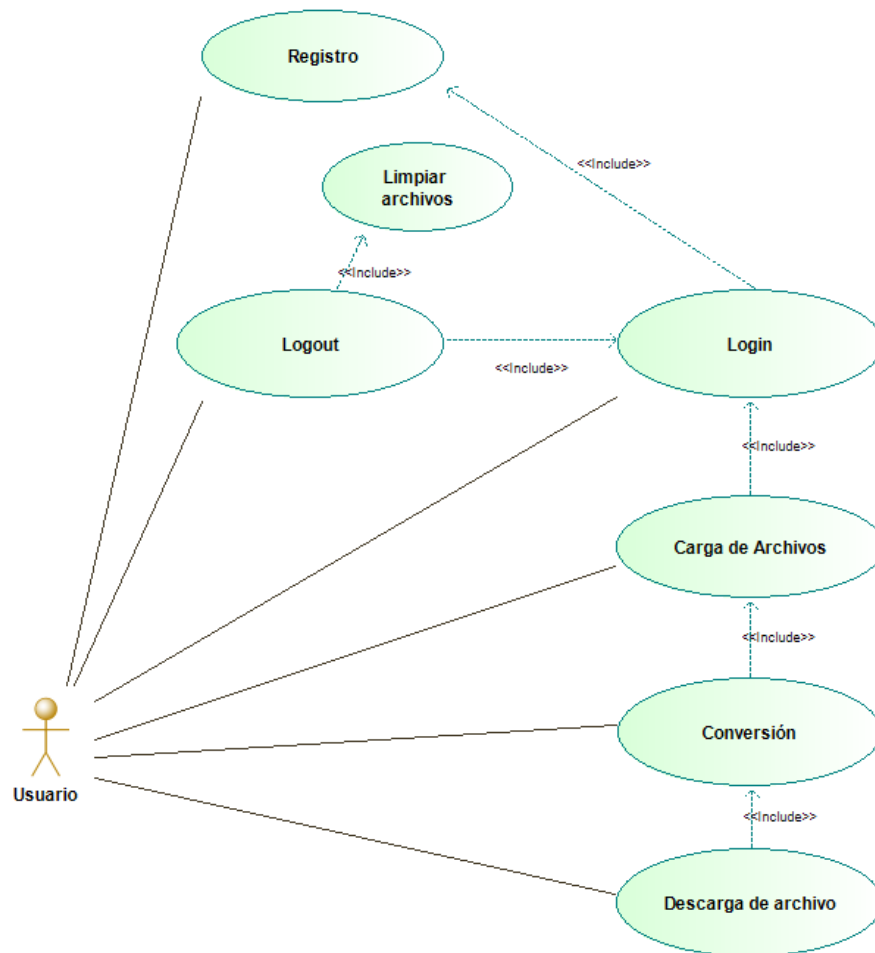 Registro
<<Include>>
Limpiar
archivos
<<Include>>
Logout
Login
<<Include>>
<<Include>>
Carga de Archivos
<<Include>>
Conversión
Usuario
<<Include>>
Descarga de archivo